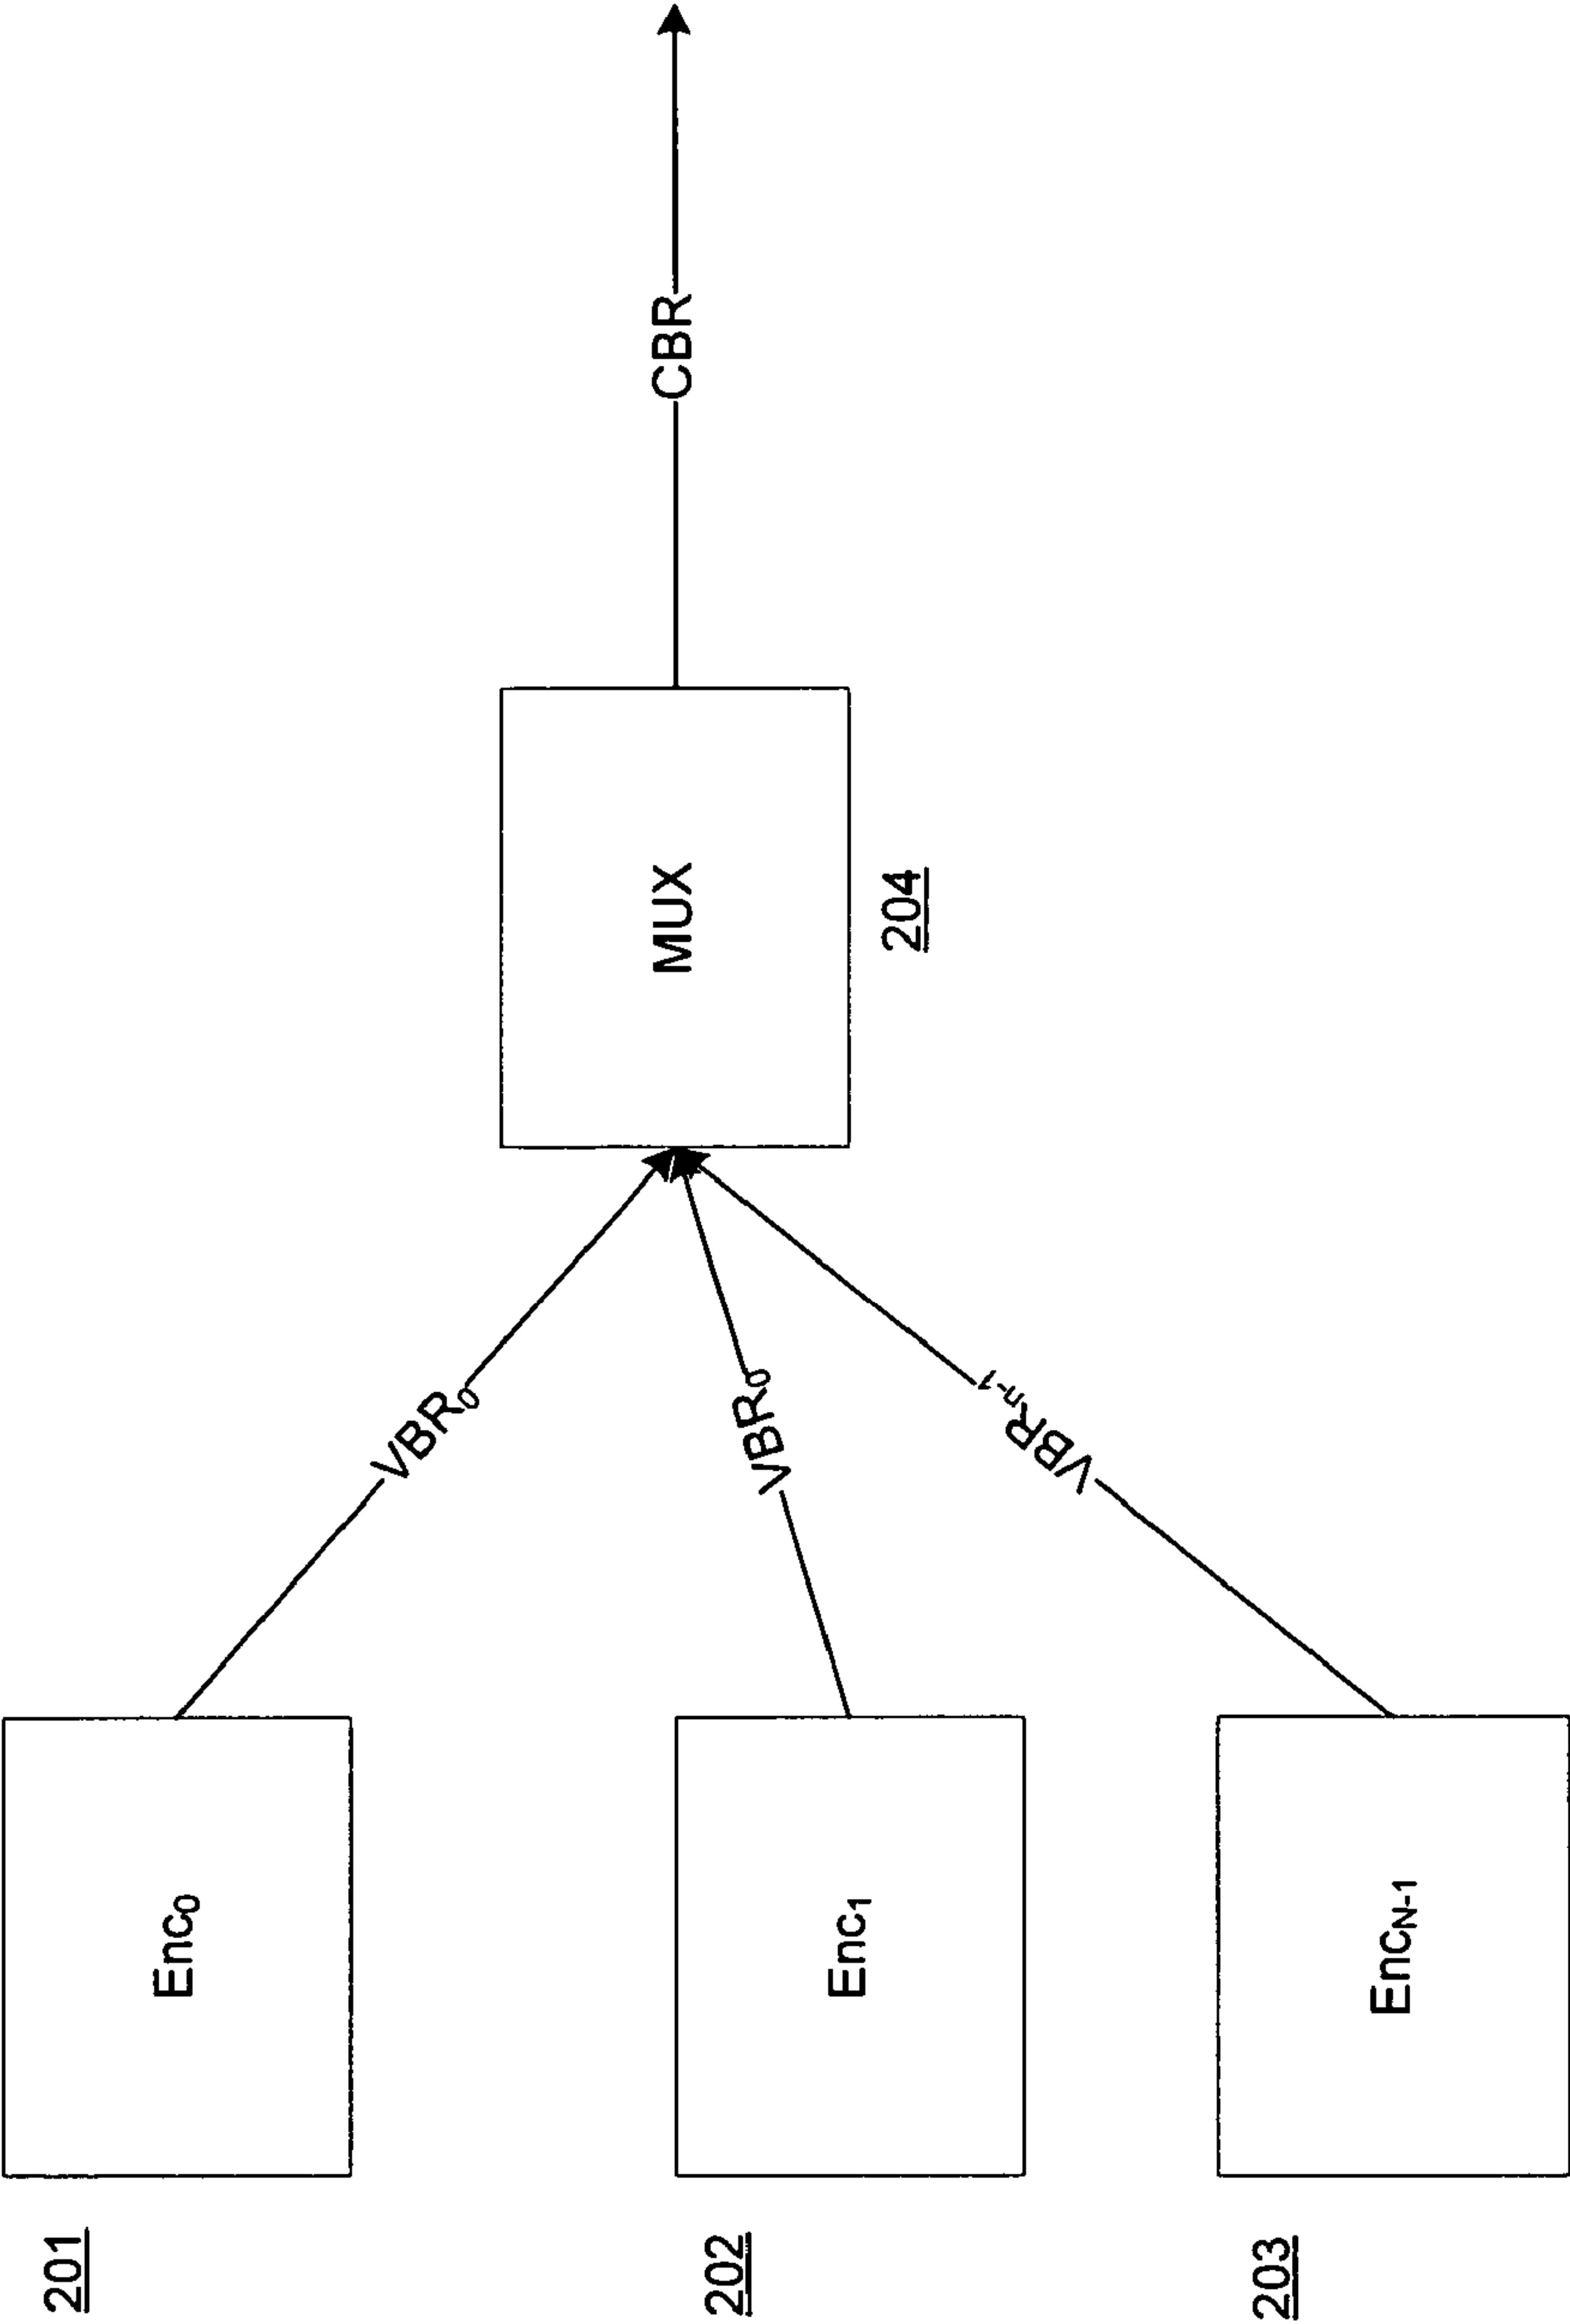 201
Enc0
VBR0
202
Enc1
VBR0
203
EncN-1
VBRn-1
MUX
204
CBR